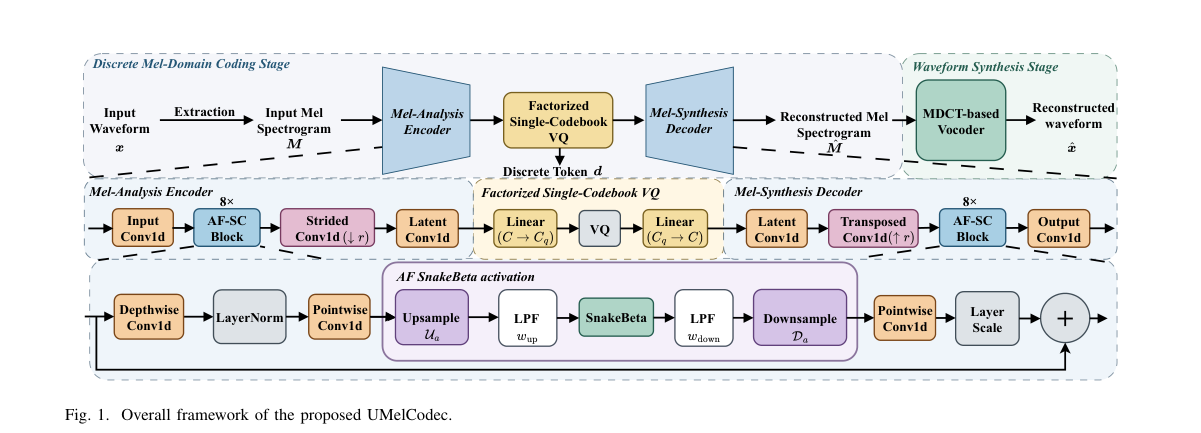 Discrete Mel-Domain Coding Stage
Waveform Synthesis Stage
Input
Waveform
x
Extraction
Input Mel
Spectrogram
M
Mel-Analysis
Encoder
Factorized
Single-Codebook
VQ
Discrete Token d
Mel-Synthesis
Decoder
Reconstructed Mel
Spectrogram
M̂
MDCT-based
Vocoder
Reconstructed
waveform
x̂
Mel-Analysis Encoder
Input
Conv1d
8×
AF-SC
Block
Strided
Conv1d (↓ r)
Latent
Conv1d
Factorized Single-Codebook VQ
Linear
(C → C_q)
VQ
Linear
(C_q → C)
Mel-Synthesis Decoder
Latent
Conv1d
Transposed
Conv1d (↑ r)
8×
AF-SC
Block
Output
Conv1d
Depthwise
Conv1d
LayerNorm
Pointwise
Conv1d
AF SnakeBeta activation
Upsample
𝒰_a
LPF
w_up
SnakeBeta
LPF
w_down
Downsample
𝒟_a
Pointwise
Conv1d
Layer
Scale
+
Fig. 1. Overall framework of the proposed UMelCodec.